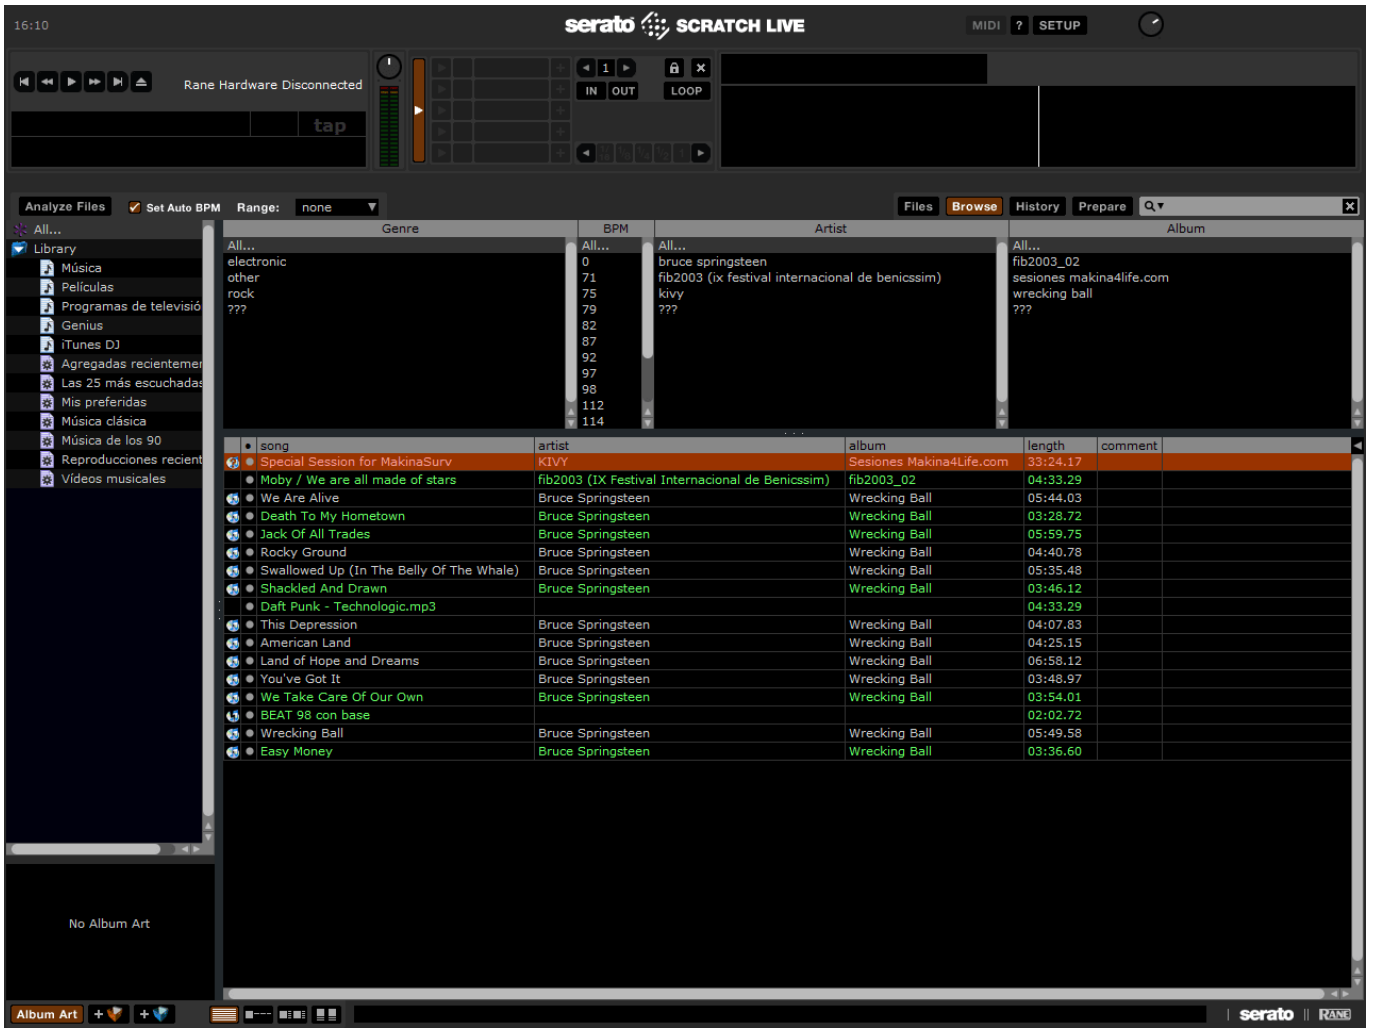 16:10
serato SCRATCH LIVE
MIDI ? SETUP
Rane Hardware Disconnected
1
IN OUT LOOP
tap
Analyze Files Set Auto BPM Range: none
Files Browse History Prepare
All...
Library
Música
Películas
Programas de televisió
Genius
iTunes DJ
Agregadas recientemer
Las 25 más escuchadas
Mis preferidas
Música clásica
Música de los 90
Reproducciones recient
Vídeos musicales
Genre
All...
electronic
other
rock
???
BPM
All...
0
71
75
79
82
87
92
97
98
112
114
Artist
All...
bruce springsteen
fib2003 (ix festival internacional de benicssim)
kivy
???
Album
All...
fib2003_02
sesiones makina4life.com
wrecking ball
???
song artist album length comment
Special Session for MakinaSurv KIVY Sesiones Makina4Life.com 33:24.17
Moby / We are all made of stars fib2003 (IX Festival Internacional de Benicssim) fib2003_02 04:33.29
We Are Alive Bruce Springsteen Wrecking Ball 05:44.03
Death To My Hometown Bruce Springsteen Wrecking Ball 03:28.72
Jack Of All Trades Bruce Springsteen Wrecking Ball 05:59.75
Rocky Ground Bruce Springsteen Wrecking Ball 04:40.78
Swallowed Up (In The Belly Of The Whale) Bruce Springsteen Wrecking Ball 05:35.48
Shackled And Drawn Bruce Springsteen Wrecking Ball 03:46.12
Daft Punk - Technologic.mp3 04:33.29
This Depression Bruce Springsteen Wrecking Ball 04:07.83
American Land Bruce Springsteen Wrecking Ball 04:25.15
Land of Hope and Dreams Bruce Springsteen Wrecking Ball 06:58.12
You've Got It Bruce Springsteen Wrecking Ball 03:48.97
We Take Care Of Our Own Bruce Springsteen Wrecking Ball 03:54.01
BEAT 98 con base 02:02.72
Wrecking Ball Bruce Springsteen Wrecking Ball 05:49.58
Easy Money Bruce Springsteen Wrecking Ball 03:36.60
No Album Art
Album Art
serato RANE